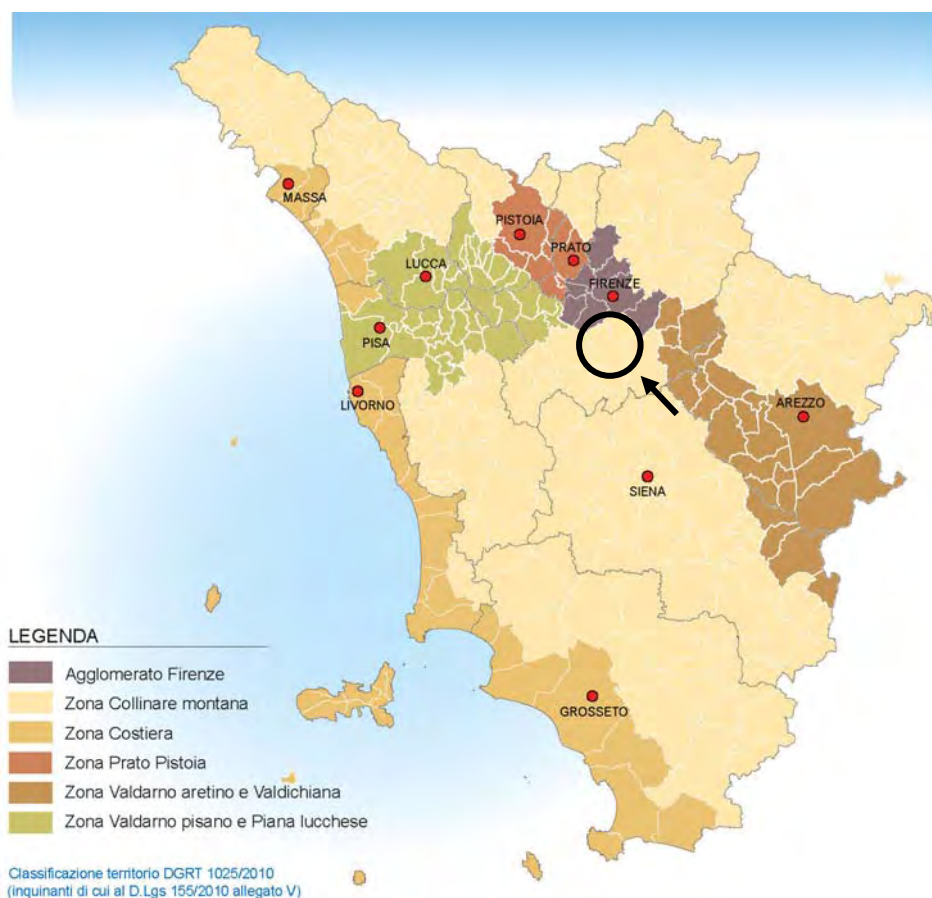 MASSA
PISTOIA
PRATO
LUCCA
FIRENZE
PISA
LIVORNO
AREZZO
SIENA
GROSSETO
LEGENDA
Agglomerato Firenze
Zona Collinare montana
Zona Costiera
Zona Prato Pistoia
Zona Valdarno aretino e Valdichiana
Zona Valdarno pisano e Piana lucchese
Classificazione territorio DGRT 1025/2010
(inquinanti di cui al D.Lgs 155/2010 allegato V)